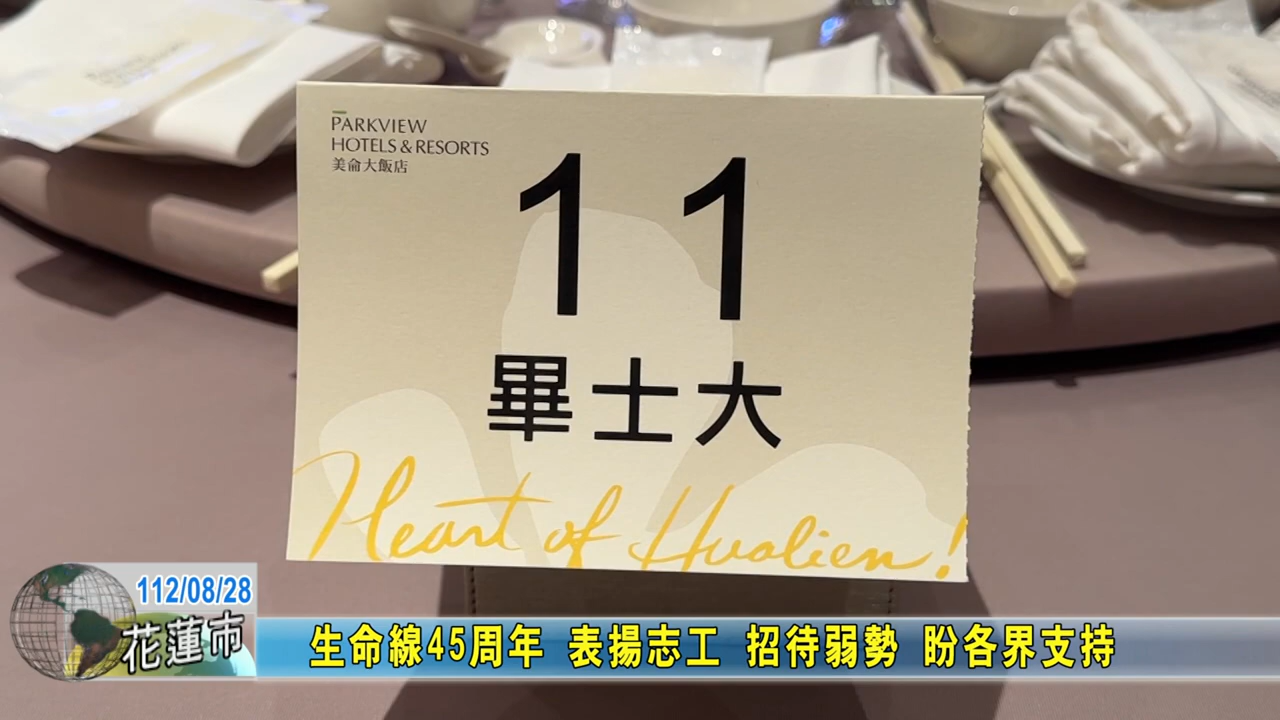 PARKVIEW
HOTELS & RESORTS
美侖大飯店
11
畢士大
Heart of Hualien!
112/08/28
花蓮市
生命線45周年 表揚志工 招待弱勢 盼各界支持